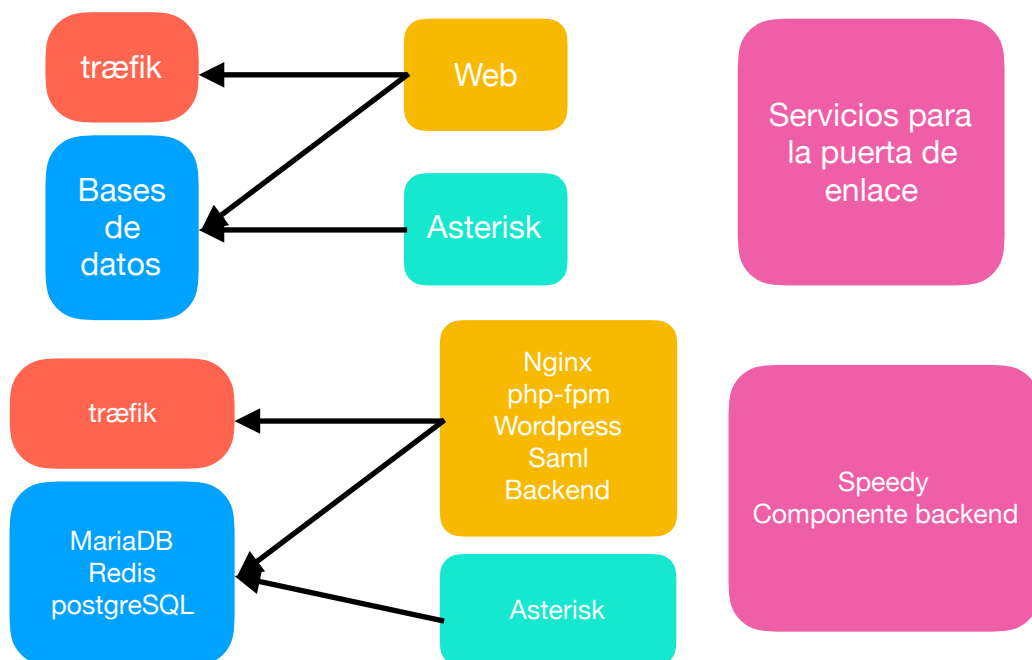 træfik
Web
Servicios para
la puerta de
enlace
Bases
de
datos
Asterisk
træfik
Nginx
php-fpm
Wordpress
Saml
Backend
Speedy
Componente backend
MariaDB
Redis
postgreSQL
Asterisk